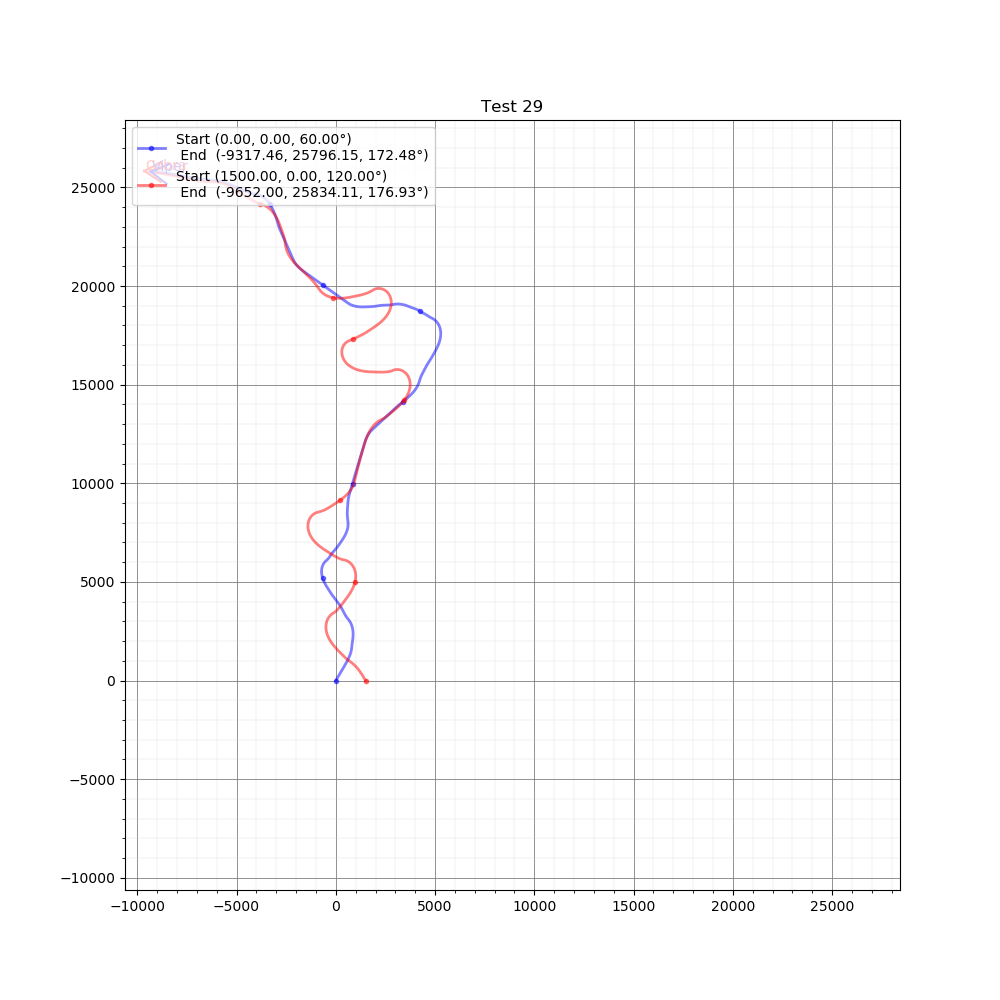 Test 29
Start (0.00, 0.00, 60.00°)
End (-9317.46, 25796.15, 172.48°)
Start (1500.00, 0.00, 120.00°)
End (-9652.00, 25834.11, 176.93°)
25000
20000
15000
10000
5000
0
−5000
−10000
−10000 −5000 0 5000 10000 15000 20000 25000